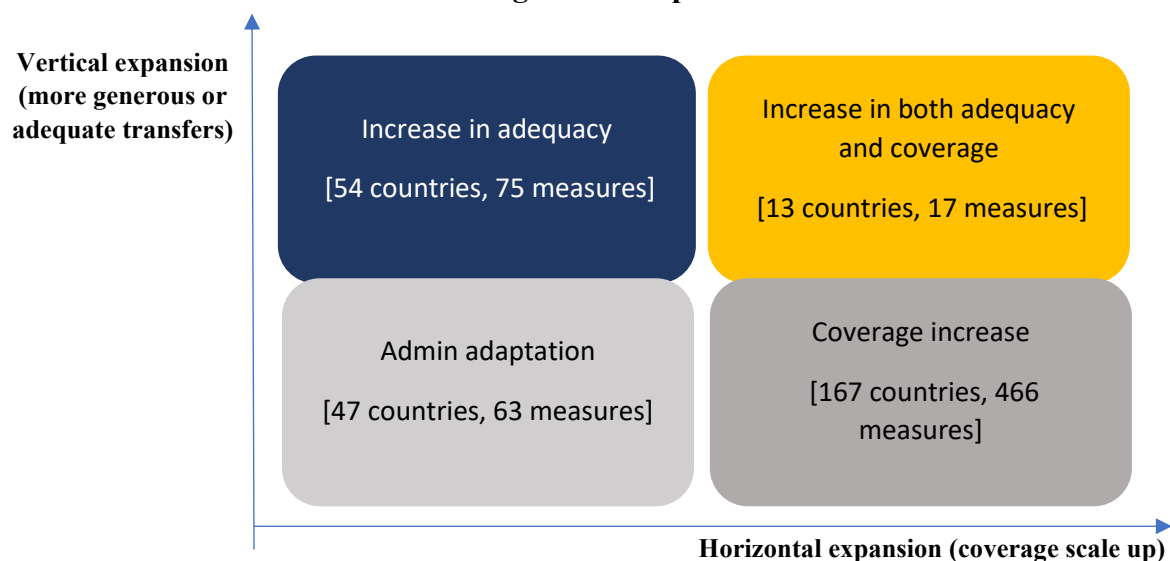 Vertical expansion
(more generous or
adequate transfers)
Increase in adequacy
[54 countries, 75 measures]
Increase in both adequacy
and coverage
[13 countries, 17 measures]
Admin adaptation
[47 countries, 63 measures]
Coverage increase
[167 countries, 466
measures]
Horizontal expansion (coverage scale up)